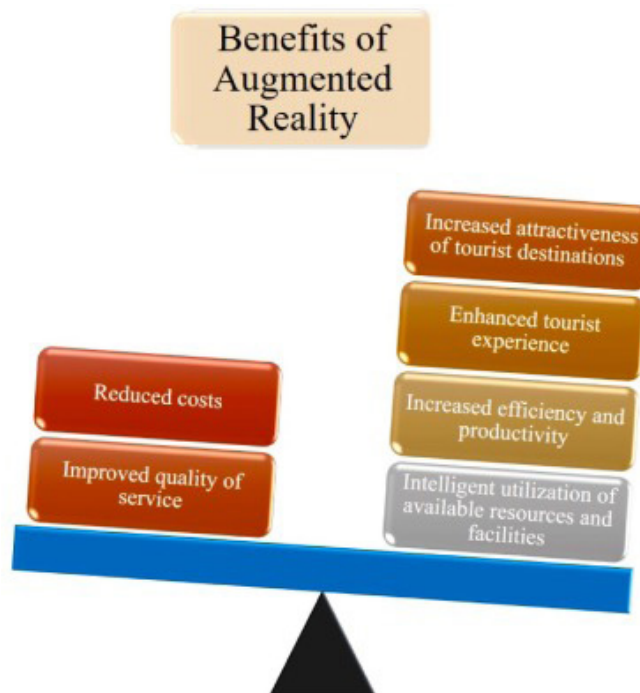 Benefits of
Augmented
Reality
Increased attractiveness
of tourist destinations
Enhanced tourist
experience
Increased efficiency and
productivity
Intelligent utilization of
available resources and
facilities
Reduced costs
Improved quality of
service